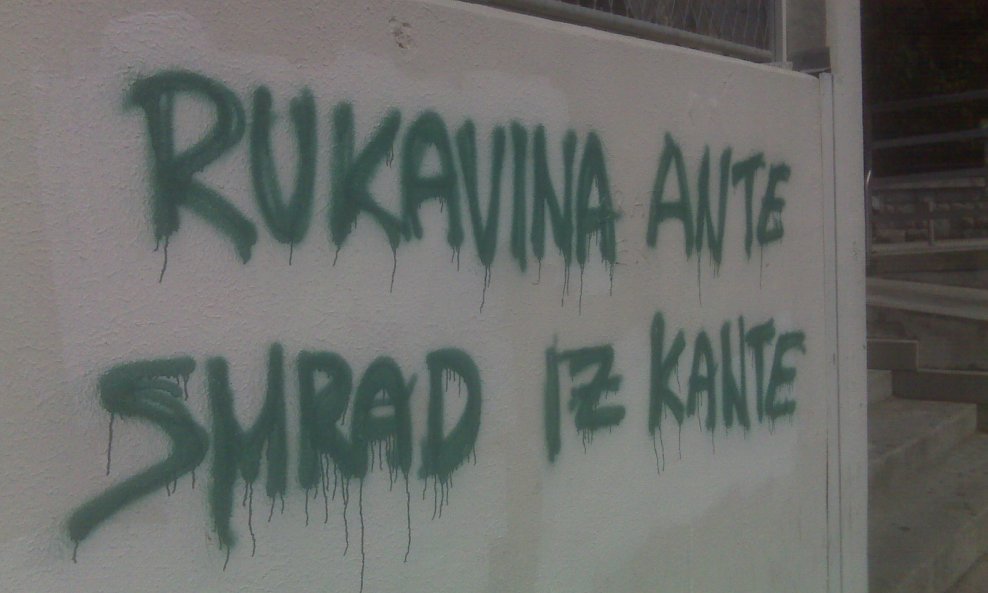 RUKAVINA ANTE
SMRAD IZ KANTE